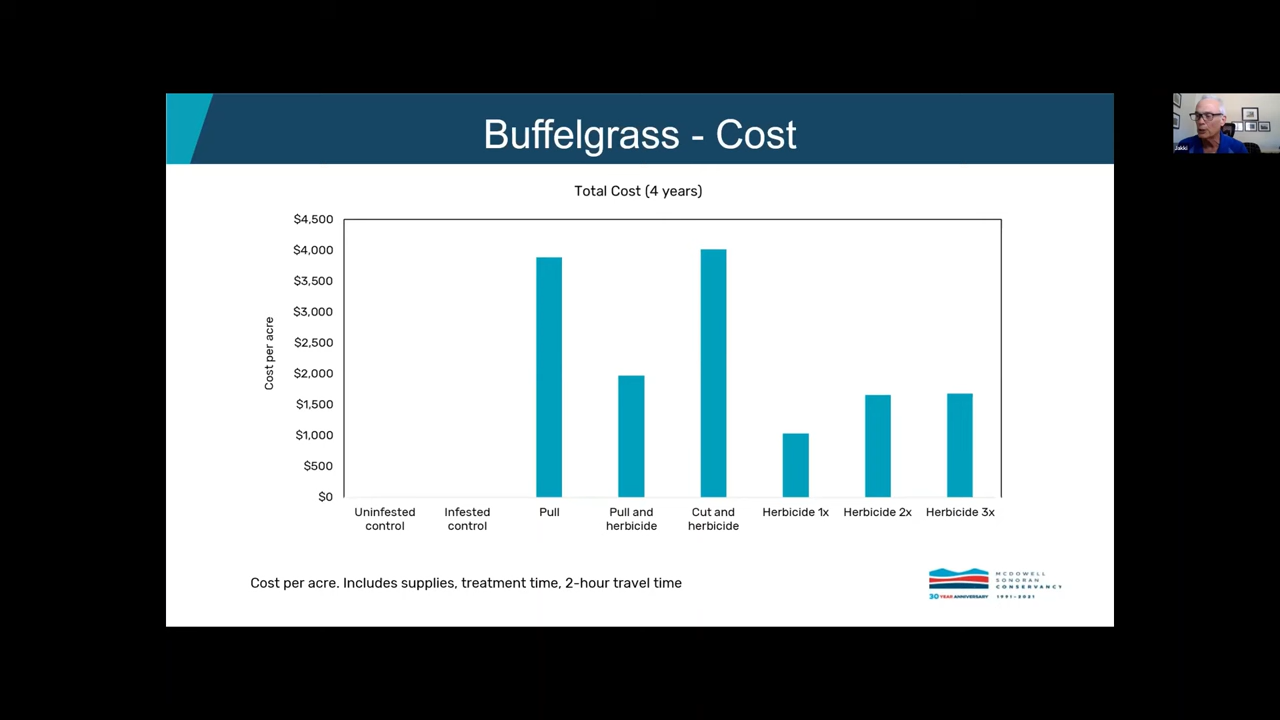 Buffelgrass - Cost
Jakki
Total Cost (4 years)
$4,500
$4,000
$3,500
$3,000
$2,500
$2,000
$1,500
$1,000
$500
$0
Cost per acre
Uninfested control
Infested control
Pull
Pull and herbicide
Cut and herbicide
Herbicide 1x
Herbicide 2x
Herbicide 3x
Cost per acre. Includes supplies, treatment time, 2-hour travel time
MCDOWELL
SONORAN
CONSERVANCY
30 YEAR ANNIVERSARY 1991-2021